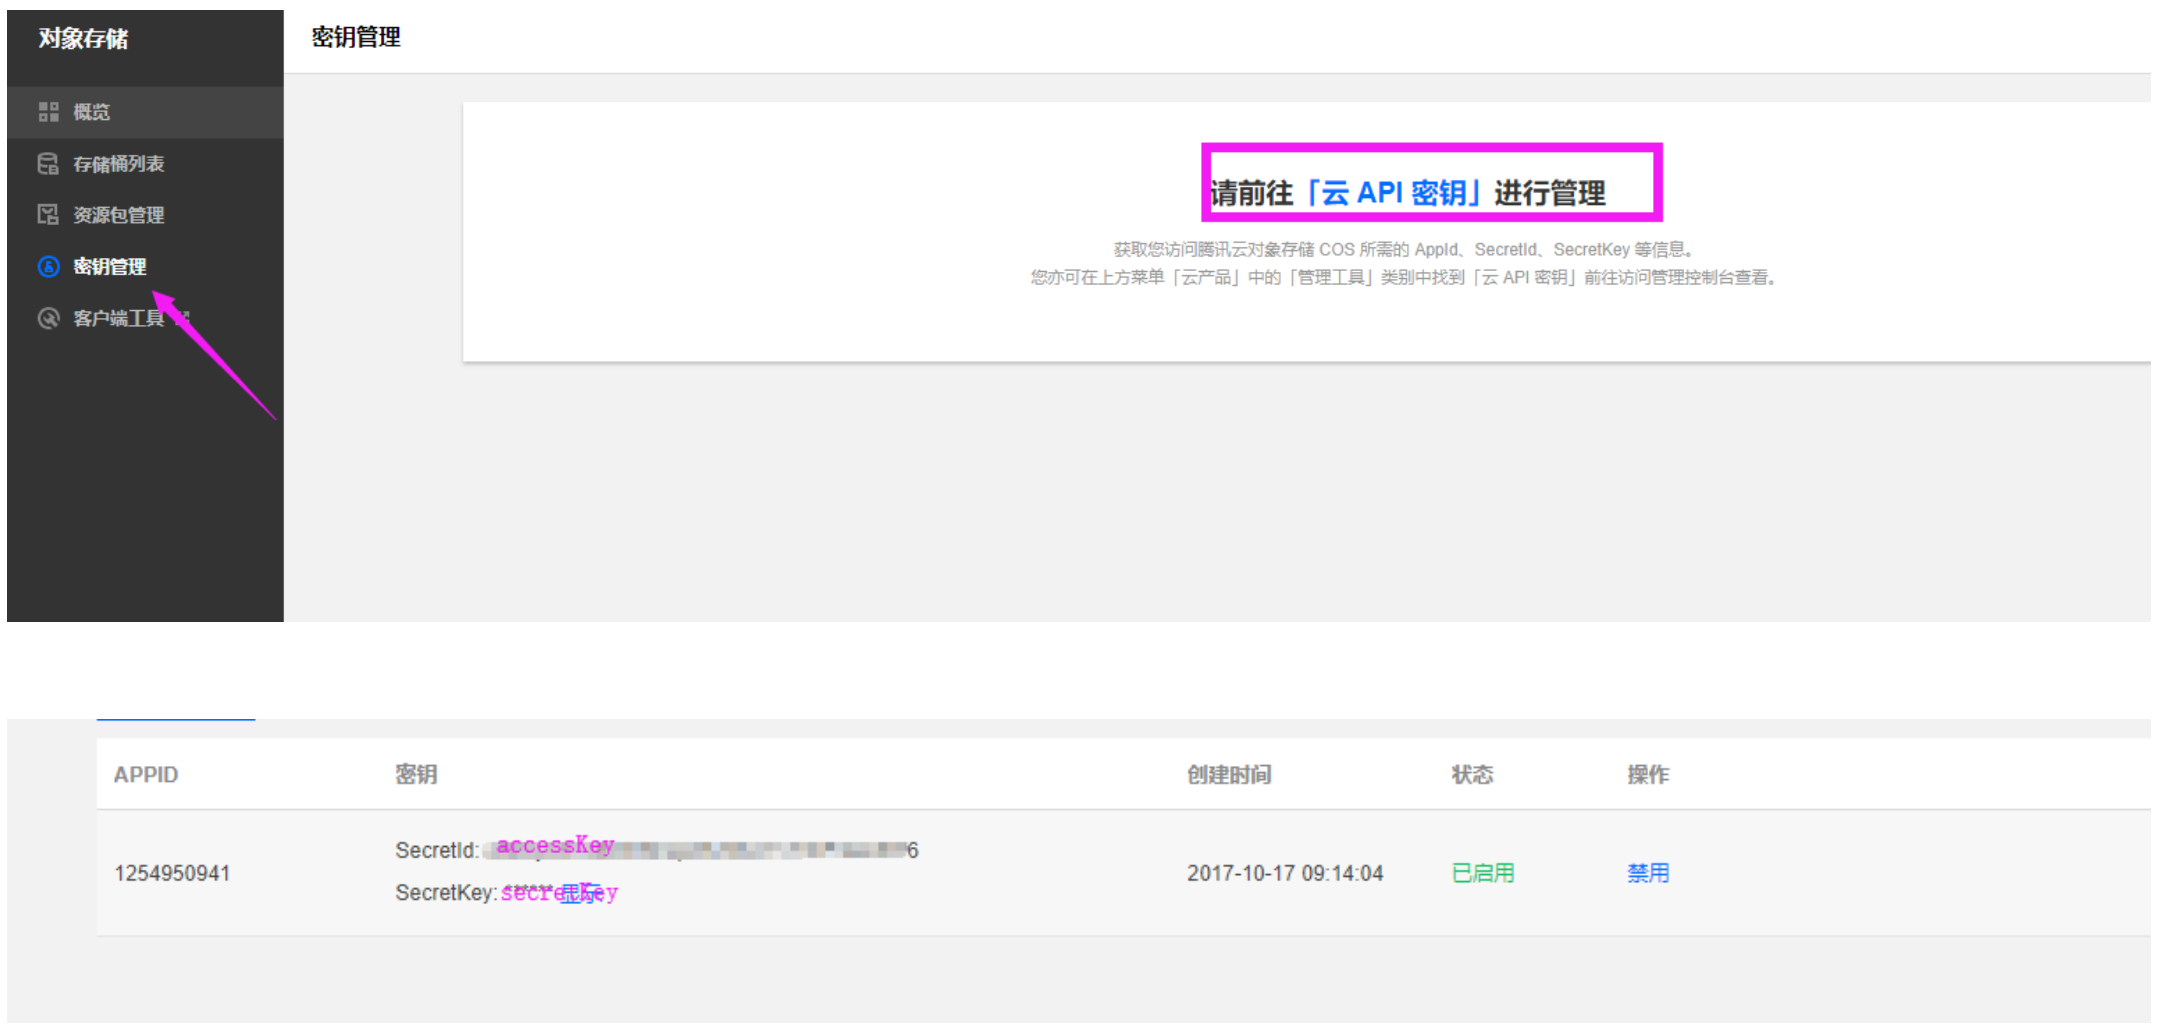 对象存储
密钥管理
概览
存储桶列表
资源包管理
密钥管理
客户端工具
请前往「云 API 密钥」进行管理
获取您访问腾讯云对象存储 COS 所需的 AppId、SecretId、SecretKey 等信息。
您亦可在上方菜单「云产品」中的「管理工具」类别中找到「云 API 密钥」前往访问管理控制台查看。
APPID 密钥 创建时间 状态 操作
SecretId: accessKey 6
1254950941 2017-10-17 09:14:04 已启用 禁用
SecretKey: ****** 显示 secretKey